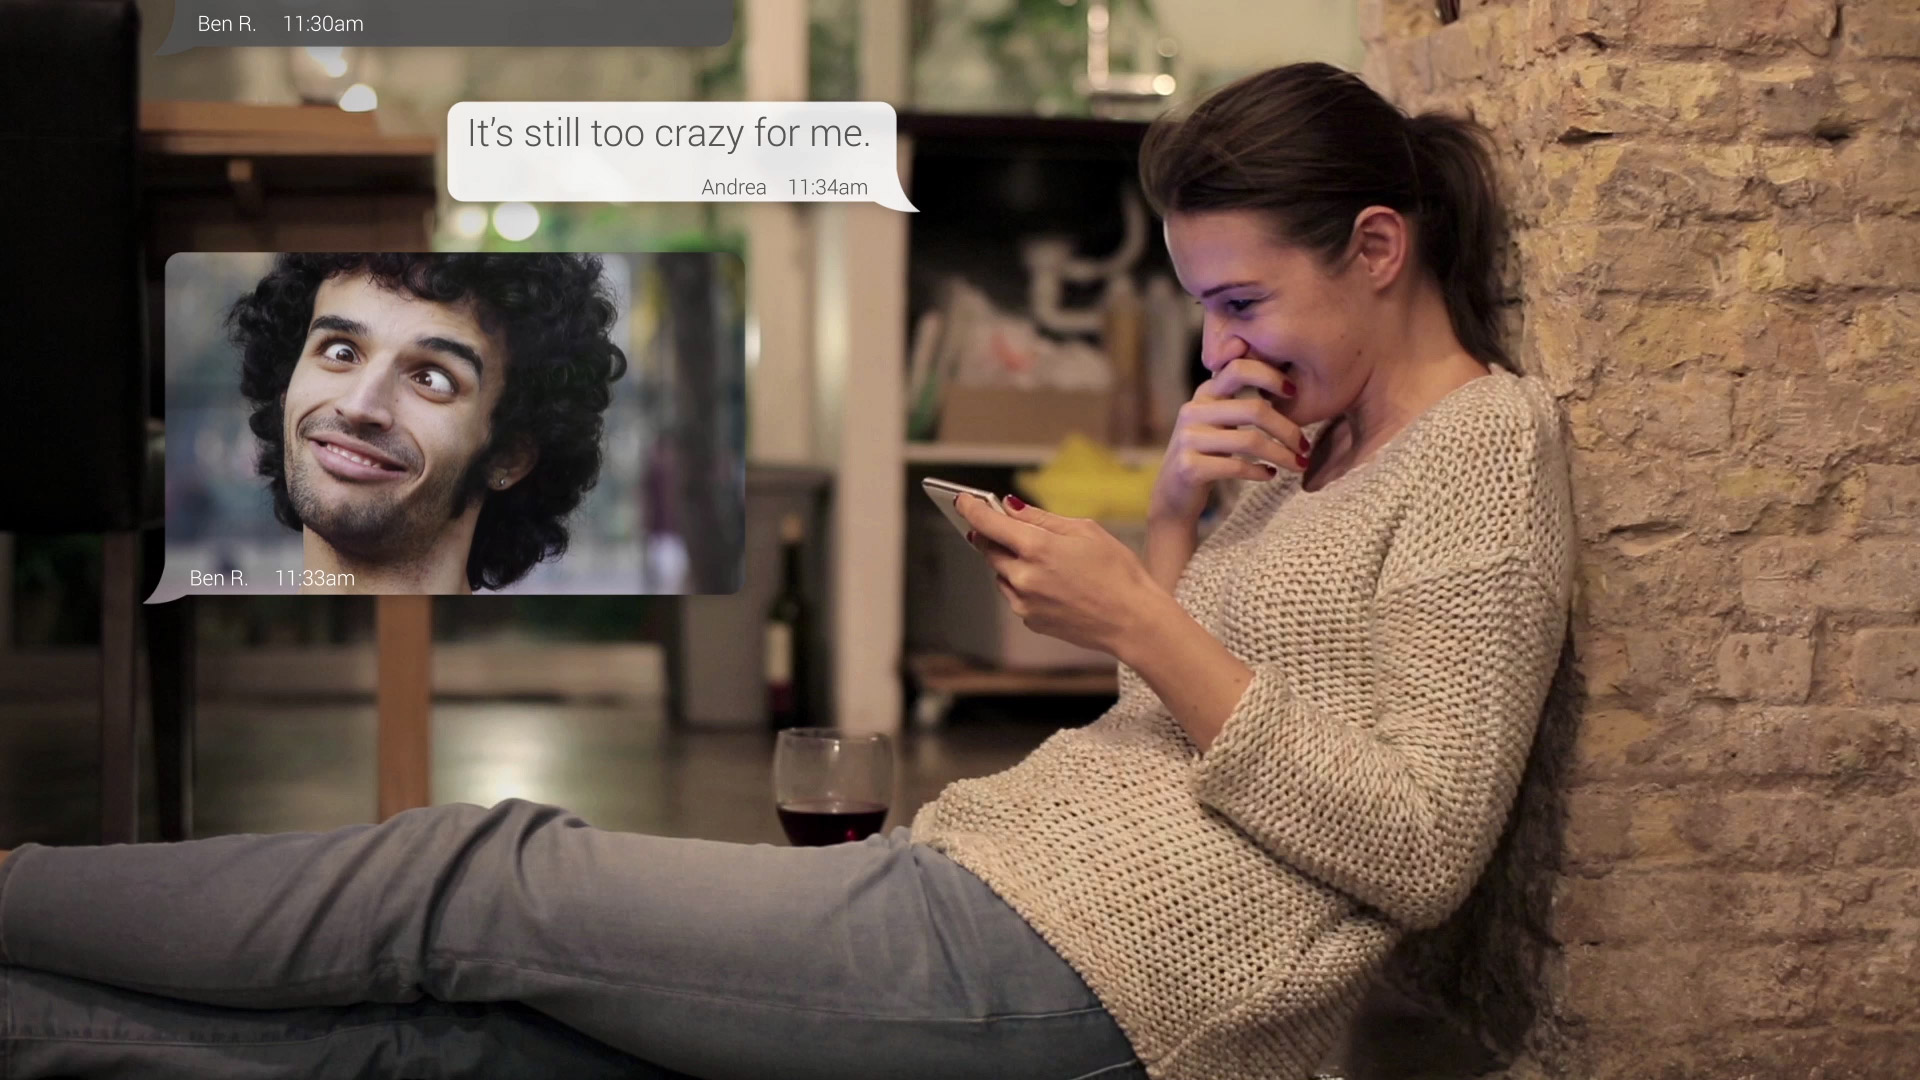 Ben R. 11:30am
It's still too crazy for me.
Andrea 11:34am
Ben R. 11:33am